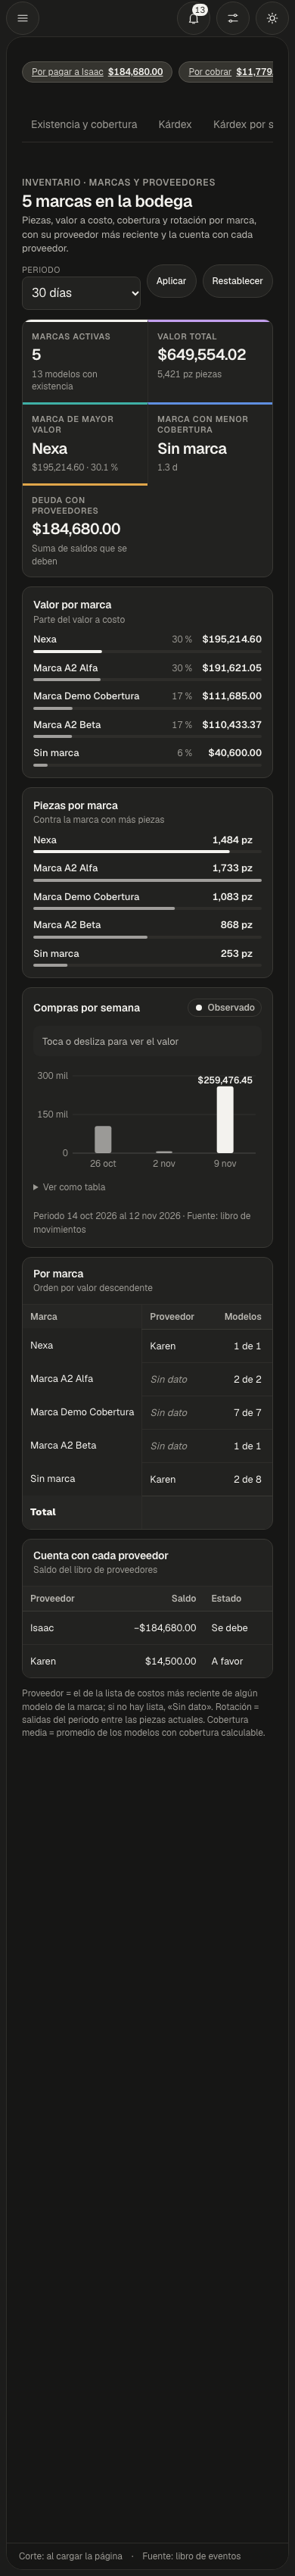 13
Por pagar a Isaac $184,680.00 Por cobrar $11,779
Existencia y cobertura Kárdex Kárdex por s
INVENTARIO · MARCAS Y PROVEEDORES
5 marcas en la bodega
Piezas, valor a costo, cobertura y rotación por marca,
con su proveedor más reciente y la cuenta con cada
proveedor.
PERIODO
30 días Aplicar Restablecer
MARCAS ACTIVAS
5
13 modelos con
existencia
VALOR TOTAL
$649,554.02
5,421 pz piezas
MARCA DE MAYOR
VALOR
Nexa
$195,214.60 · 30.1 %
MARCA CON MENOR
COBERTURA
Sin marca
1.3 d
DEUDA CON
PROVEEDORES
$184,680.00
Suma de saldos que se
deben
Valor por marca
Parte del valor a costo
Nexa 30 % $195,214.60
Marca A2 Alfa 30 % $191,621.05
Marca Demo Cobertura 17 % $111,685.00
Marca A2 Beta 17 % $110,433.37
Sin marca 6 % $40,600.00
Piezas por marca
Contra la marca con más piezas
Nexa 1,484 pz
Marca A2 Alfa 1,733 pz
Marca Demo Cobertura 1,083 pz
Marca A2 Beta 868 pz
Sin marca 253 pz
Compras por semana Observado
Toca o desliza para ver el valor
300 mil
$259,476.45
150 mil
0
26 oct 2 nov 9 nov
Ver como tabla
Periodo 14 oct 2026 al 12 nov 2026 · Fuente: libro de
movimientos
Por marca
Orden por valor descendente
Marca Proveedor Modelos
Nexa Karen 1 de 1
Marca A2 Alfa Sin dato 2 de 2
Marca Demo Cobertura Sin dato 7 de 7
Marca A2 Beta Sin dato 1 de 1
Sin marca Karen 2 de 8
Total
Cuenta con cada proveedor
Saldo del libro de proveedores
Proveedor Saldo Estado
Isaac −$184,680.00 Se debe
Karen $14,500.00 A favor
Proveedor = el de la lista de costos más reciente de algún
modelo de la marca; si no hay lista, «Sin dato». Rotación =
salidas del periodo entre las piezas actuales. Cobertura
media = promedio de los modelos con cobertura calculable.
Corte: al cargar la página · Fuente: libro de eventos